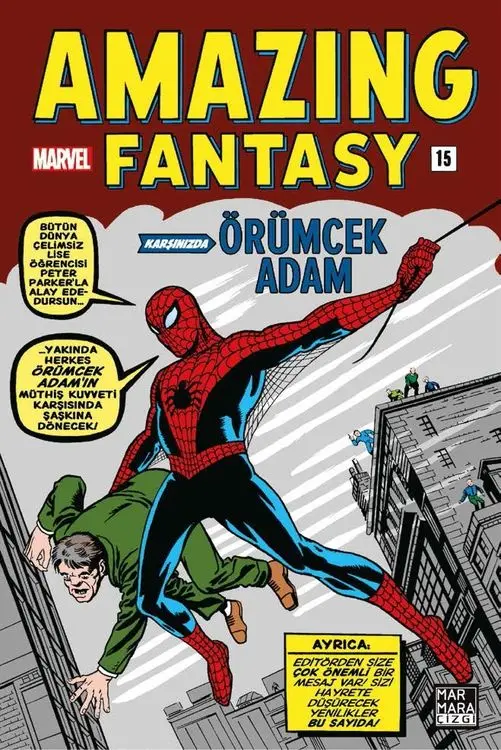 AMAZING
FANTASY
MARVEL
15
KARŞINIZDA
ÖRÜMCEK
ADAM
BÜTÜN
DÜNYA
ÇELİMSİZ
LİSE
ÖĞRENCİSİ
PETER
PARKER'LA
ALAY EDE-
DURSUN...
...YAKINDA
HERKES
ÖRÜMCEK
ADAM'IN
MÜTHİŞ KUVVETİ
KARŞISINDA
ŞAŞKINA
DÖNECEK!
AYRICA:
EDİTÖRDEN SİZE
ÇOK ÖNEMLİ BİR
MESAJ VAR! SİZİ
HAYRETE
DÜŞÜRECEK
YENİLİKLER
BU SAYIDA!
MAR
MARA
ÇİZGİ